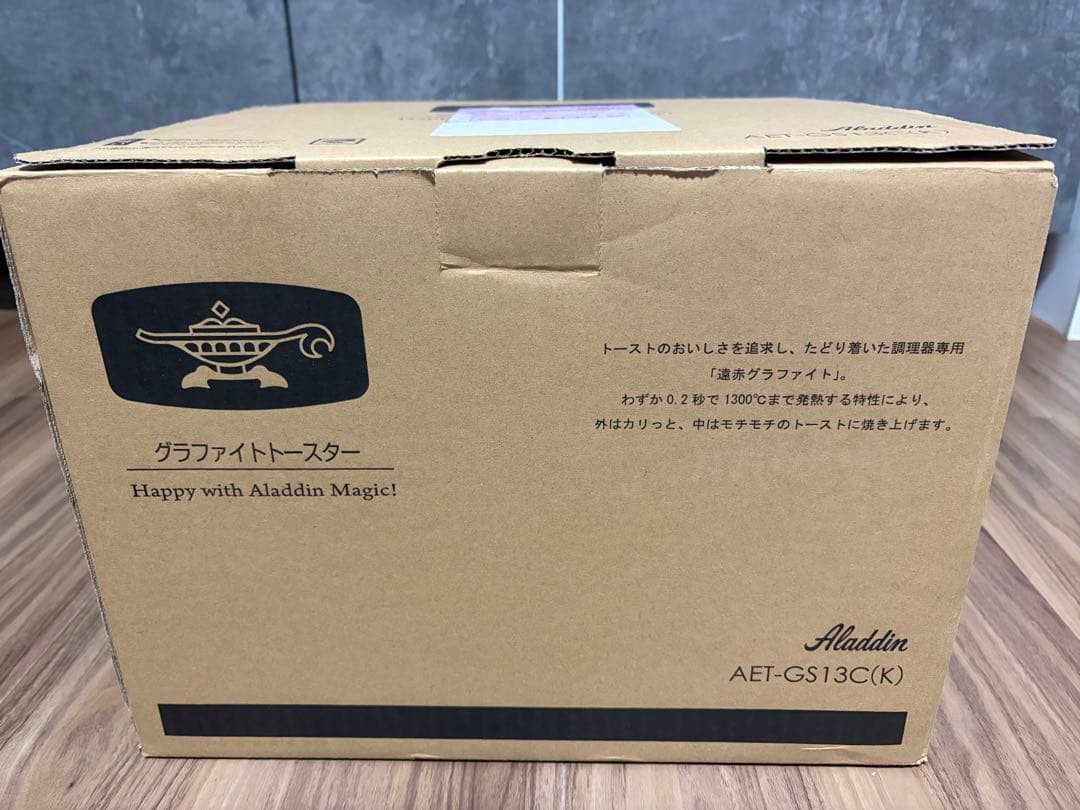 Aladdin
グラファイトトースター
Happy with Aladdin Magic!
トーストのおいしさを追求し、たどり着いた調理器専用
「遠赤グラファイト」。
わずか0.2秒で1300℃まで発熱する特性により、
外はカリっと、中はモチモチのトーストに焼き上げます。
Aladdin
AET-GS13C(K)